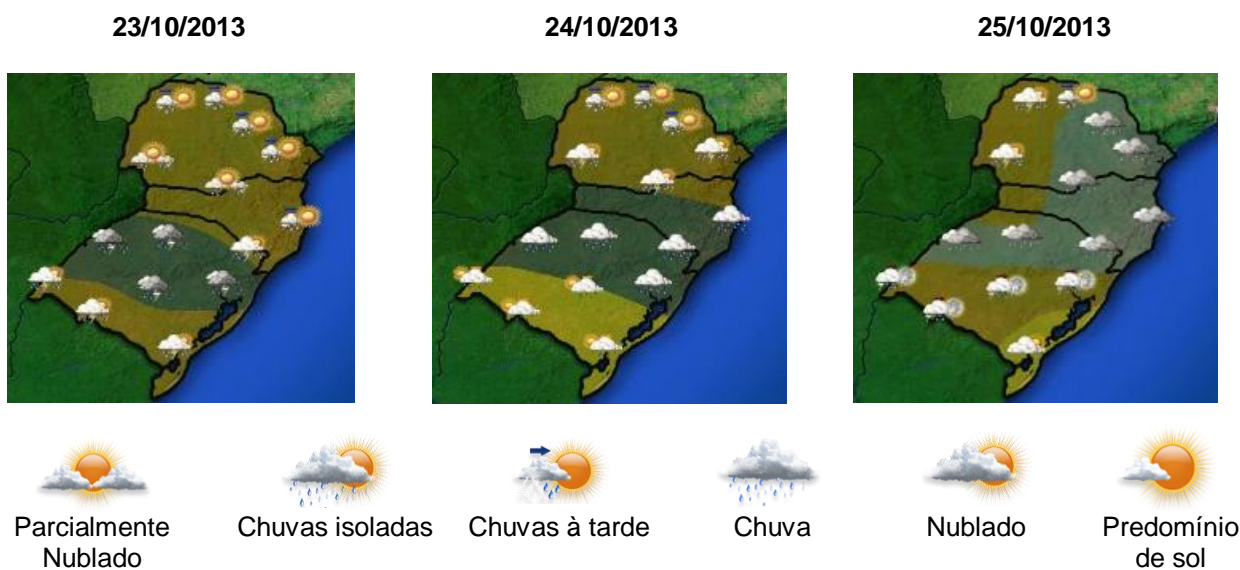 23/10/2013
24/10/2013
25/10/2013
Parcialmente
Nublado
Chuvas isoladas
Chuvas à tarde
Chuva
Nublado
Predomínio
de sol